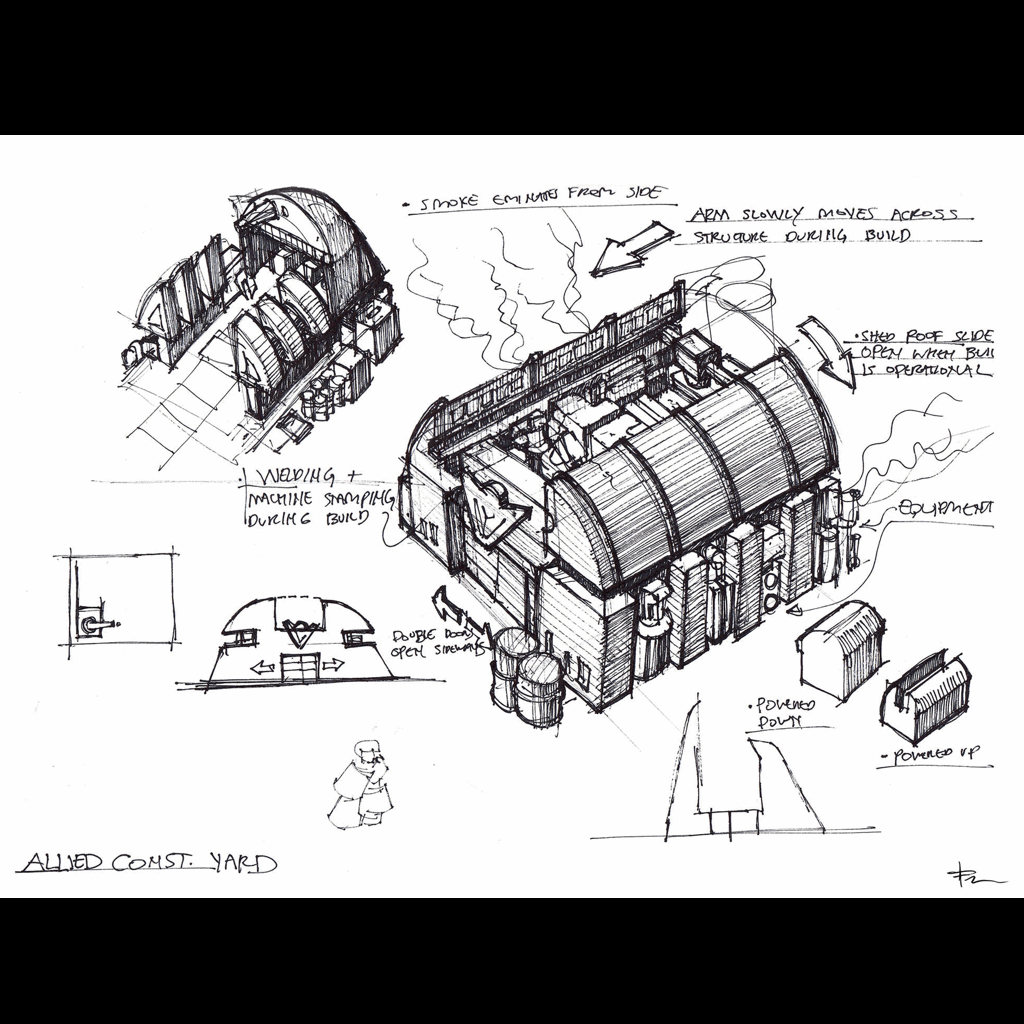 • SMOKE EMINATES FROM SIDE
ARM SLOWLY MOVES ACROSS
STRUCTURE DURING BUILD
• SHED ROOF SLIDE
OPEN WHEN BUI
IS OPERATIONAL
• WELDING +
MACHINE STAMPING
DURING BUILD
EQUIPMENT
DOUBLE DOORS
OPEN SIDEWAYS
• POWERED
DOWN
• POWERED UP
ALLIED CONST. YARD